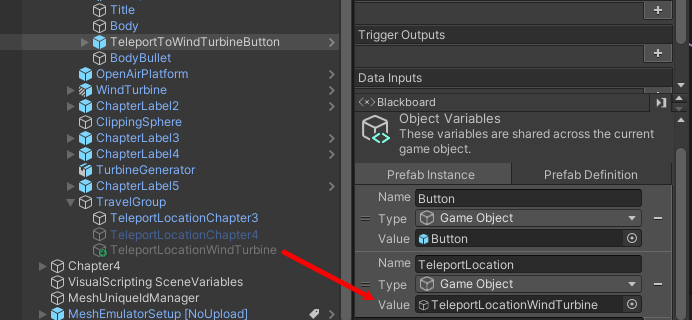 Title
Body
TeleportToWindTurbineButton
BodyBullet
OpenAirPlatform
WindTurbine
ChapterLabel2
ClippingSphere
ChapterLabel3
ChapterLabel4
TurbineGenerator
ChapterLabel5
TravelGroup
TeleportLocationChapter3
TeleportLocationChapter4
TeleportLocationWindTurbine
Chapter4
VisualScripting SceneVariables
MeshUniqueIdManager
MeshEmulatorSetup [NoUpload]
+
Trigger Outputs
+
Data Inputs
<×> Blackboard
Object Variables
These variables are shared across the current
game object.
Prefab Instance Prefab Definition
Name Button
Type Game Object
Value Button
Name TeleportLocation
Type Game Object
Value TeleportLocationWindTurbine